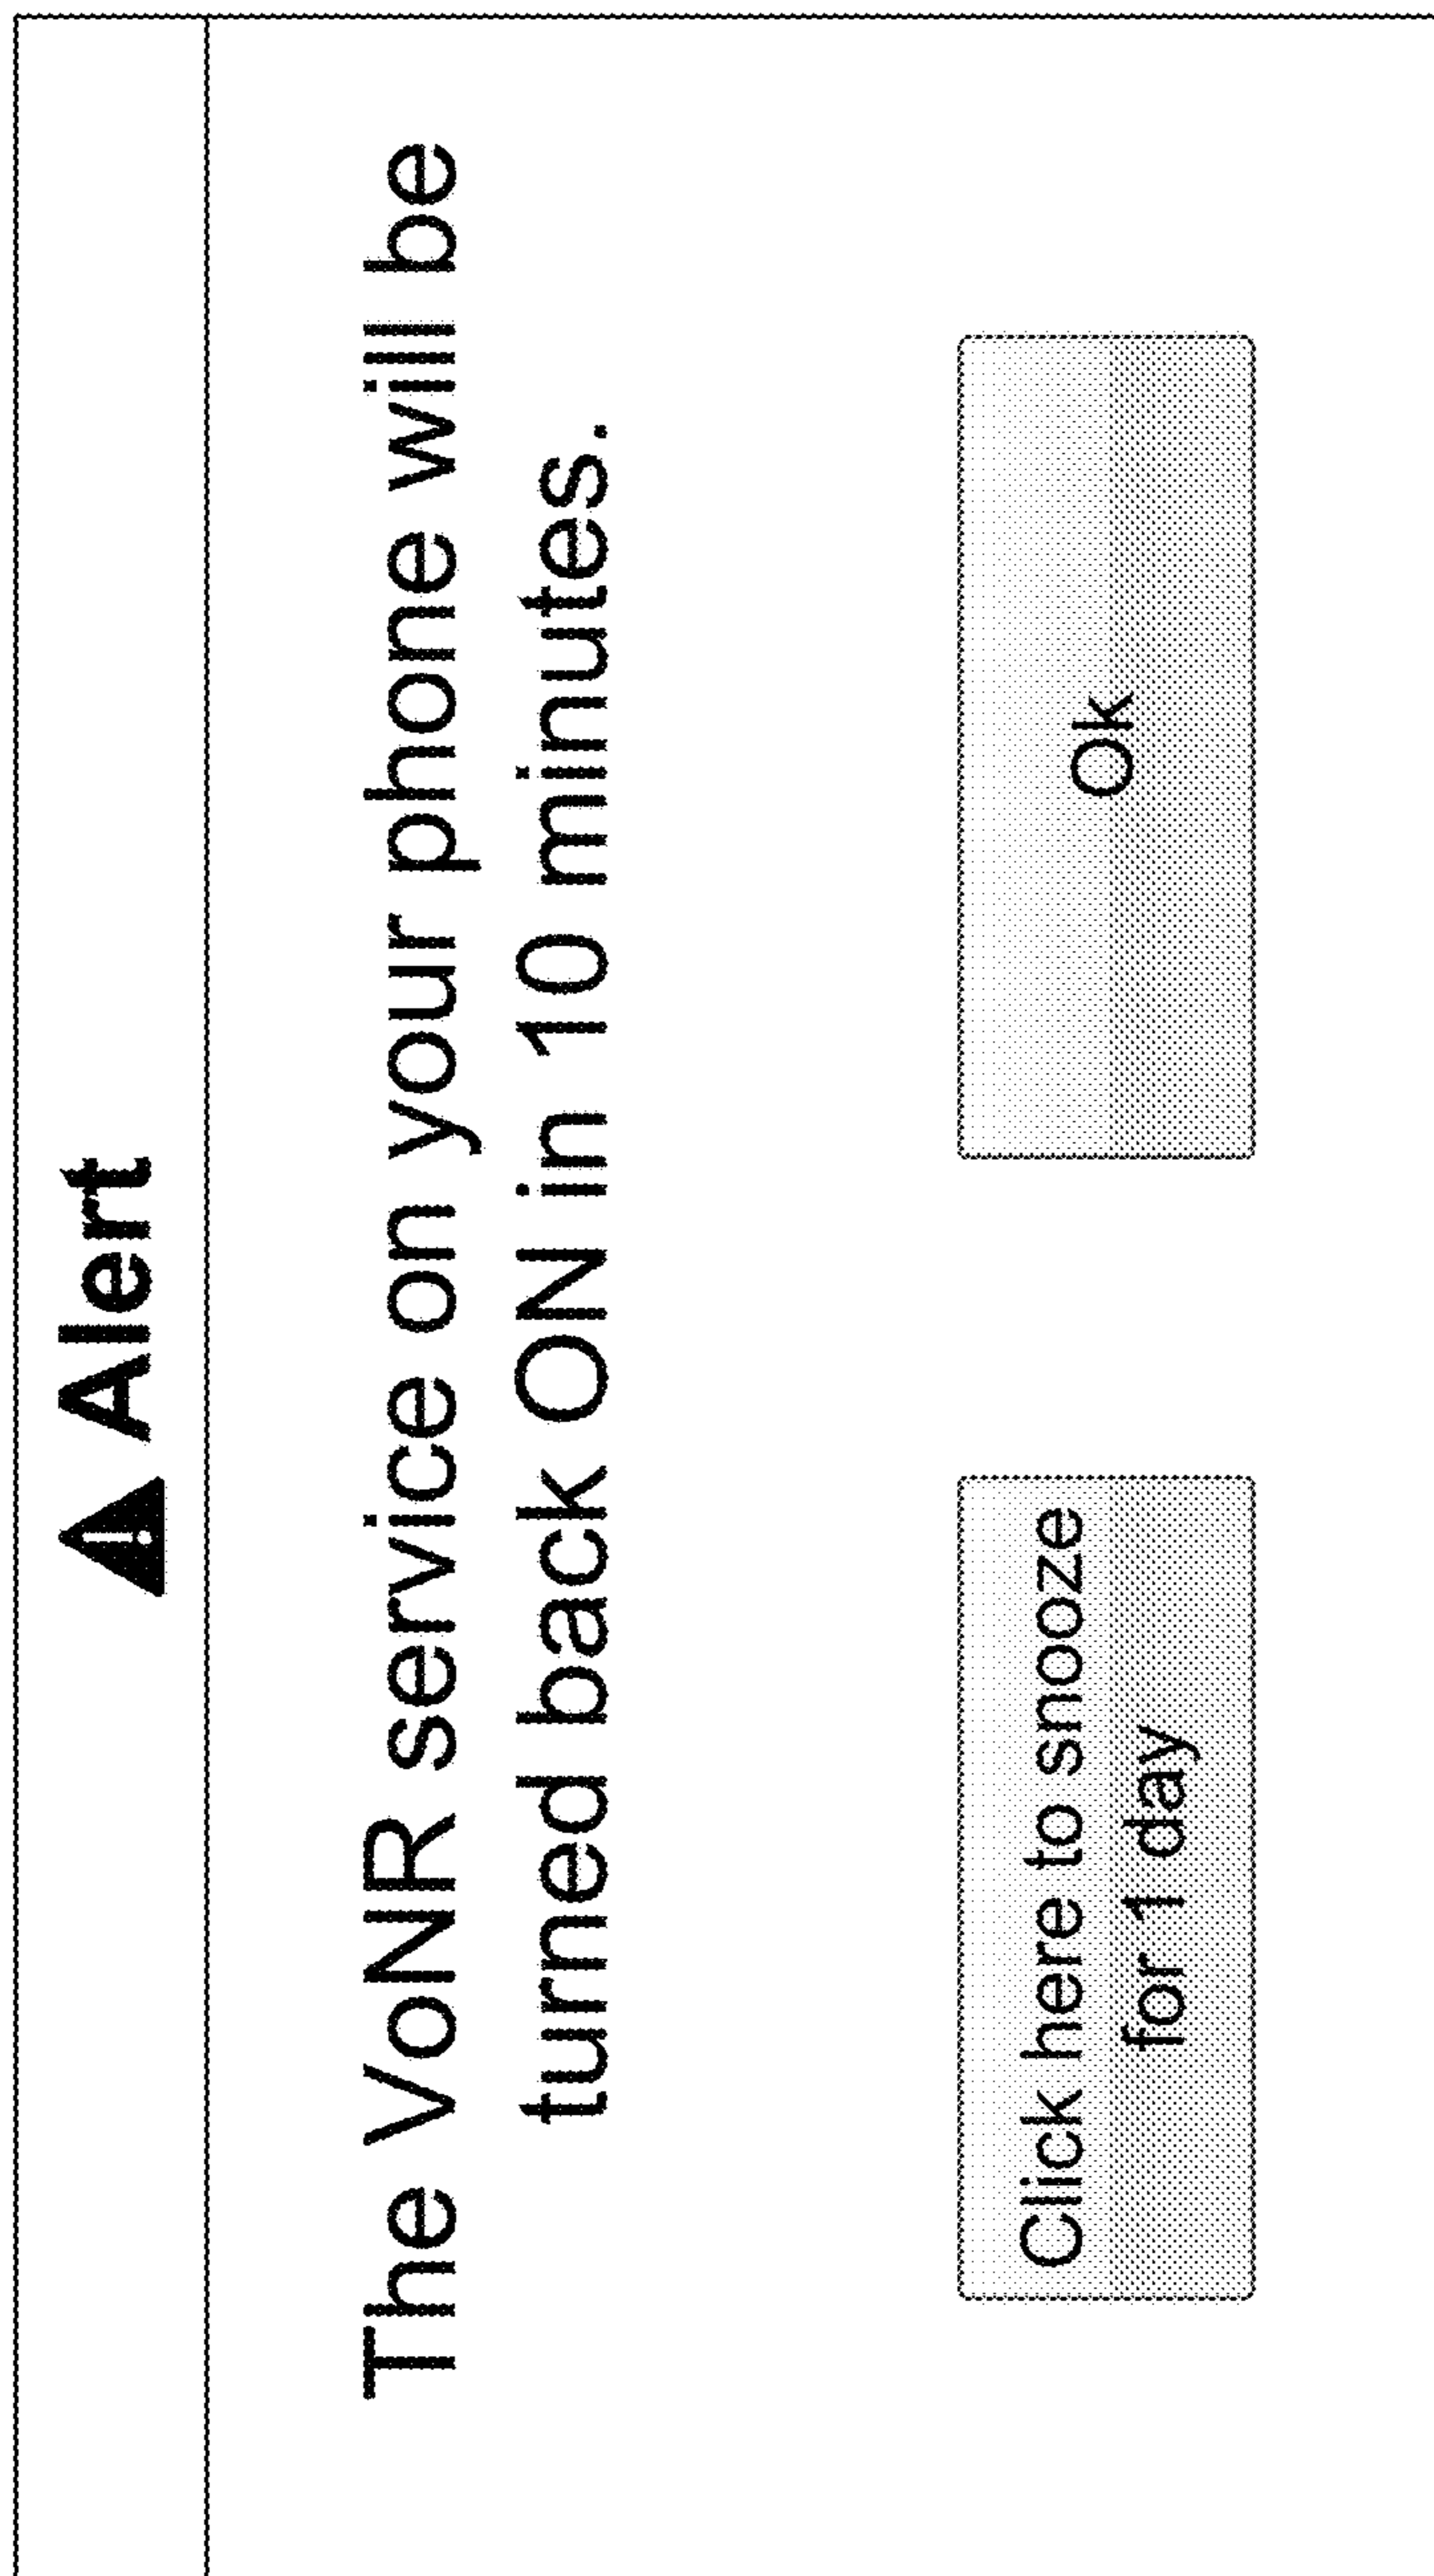 Alert
The VoNR service on your phone will be
turned back ON in 10 minutes.
Click here to snooze
for 1 day
Ok